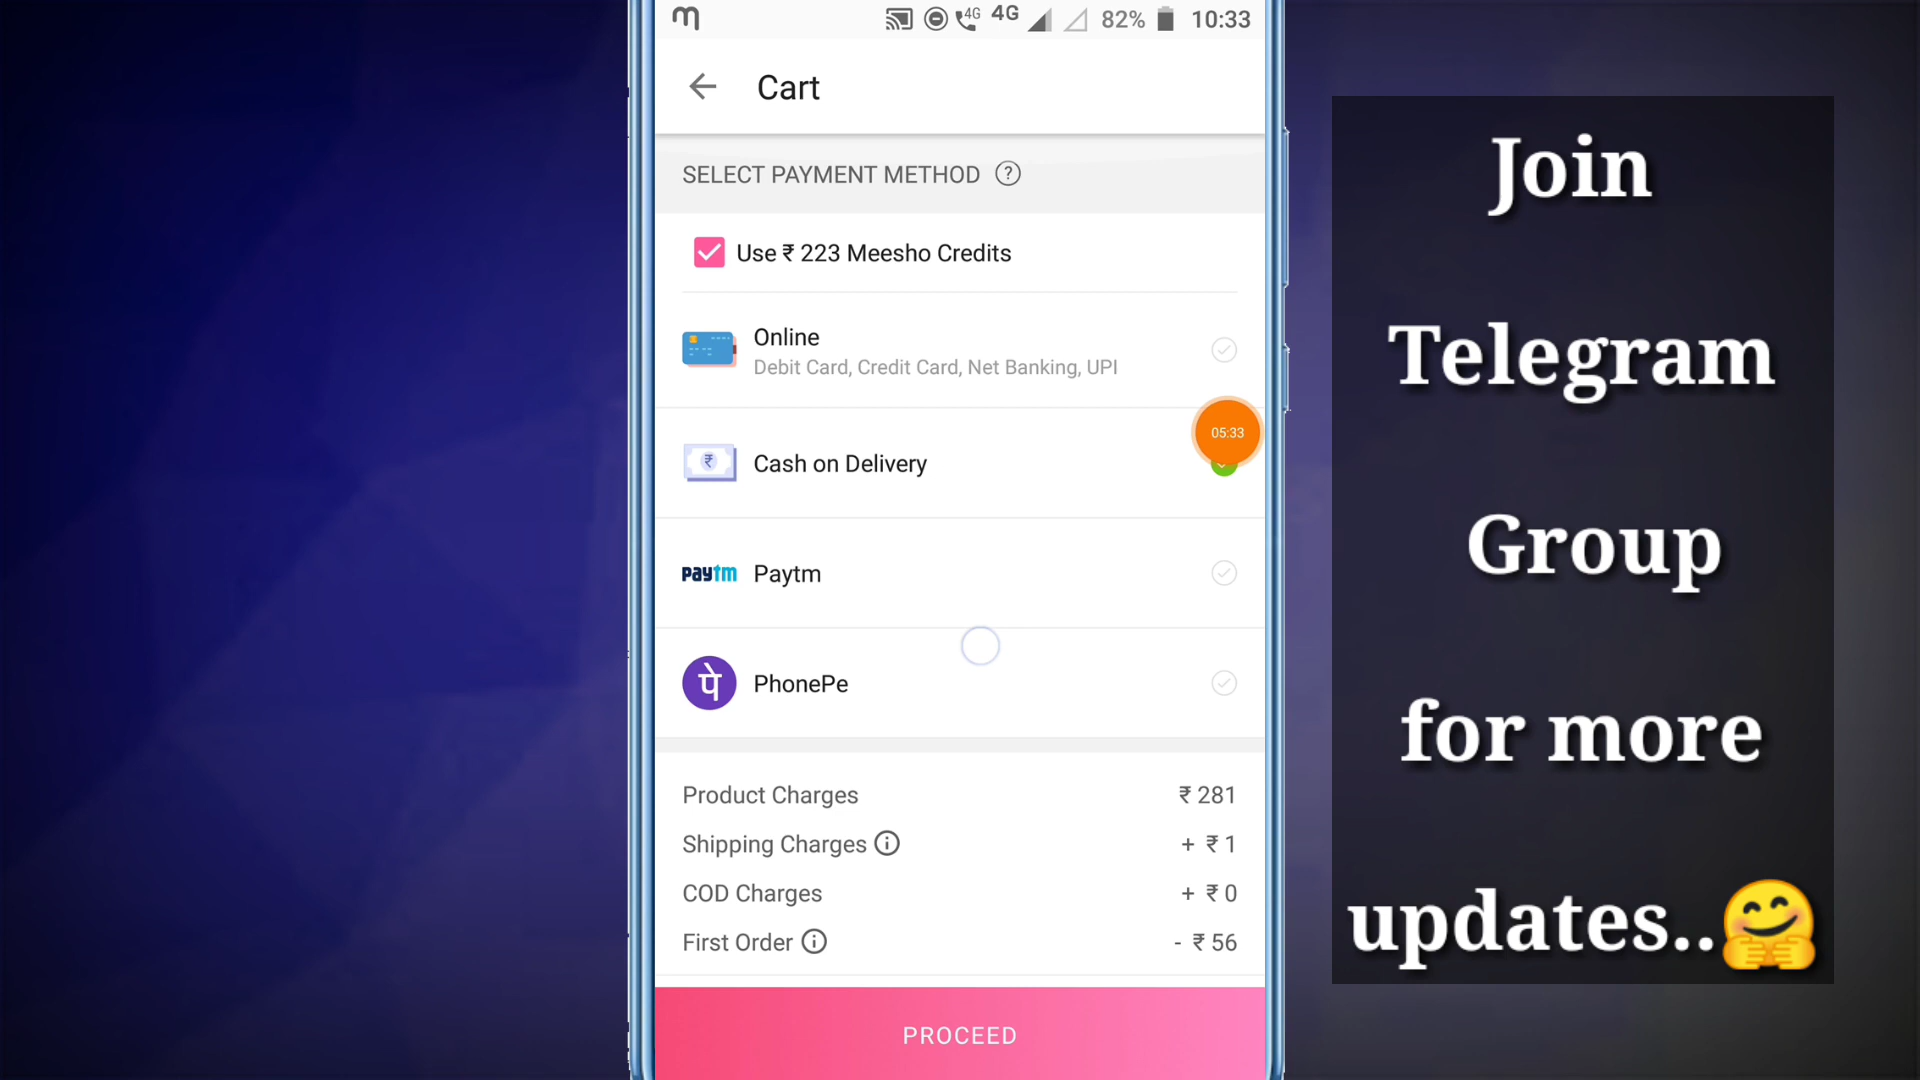 4G 4G 82% 10:33
Cart
SELECT PAYMENT METHOD ?
Use ₹ 223 Meesho Credits
Online
Debit Card, Credit Card, Net Banking, UPI
05:33
₹ Cash on Delivery
paytm Paytm
पे PhonePe
Product Charges ₹ 281
Shipping Charges + ₹ 1
COD Charges + ₹ 0
First Order - ₹ 56
PROCEED
Join
Telegram
Group
for more
updates..🤗